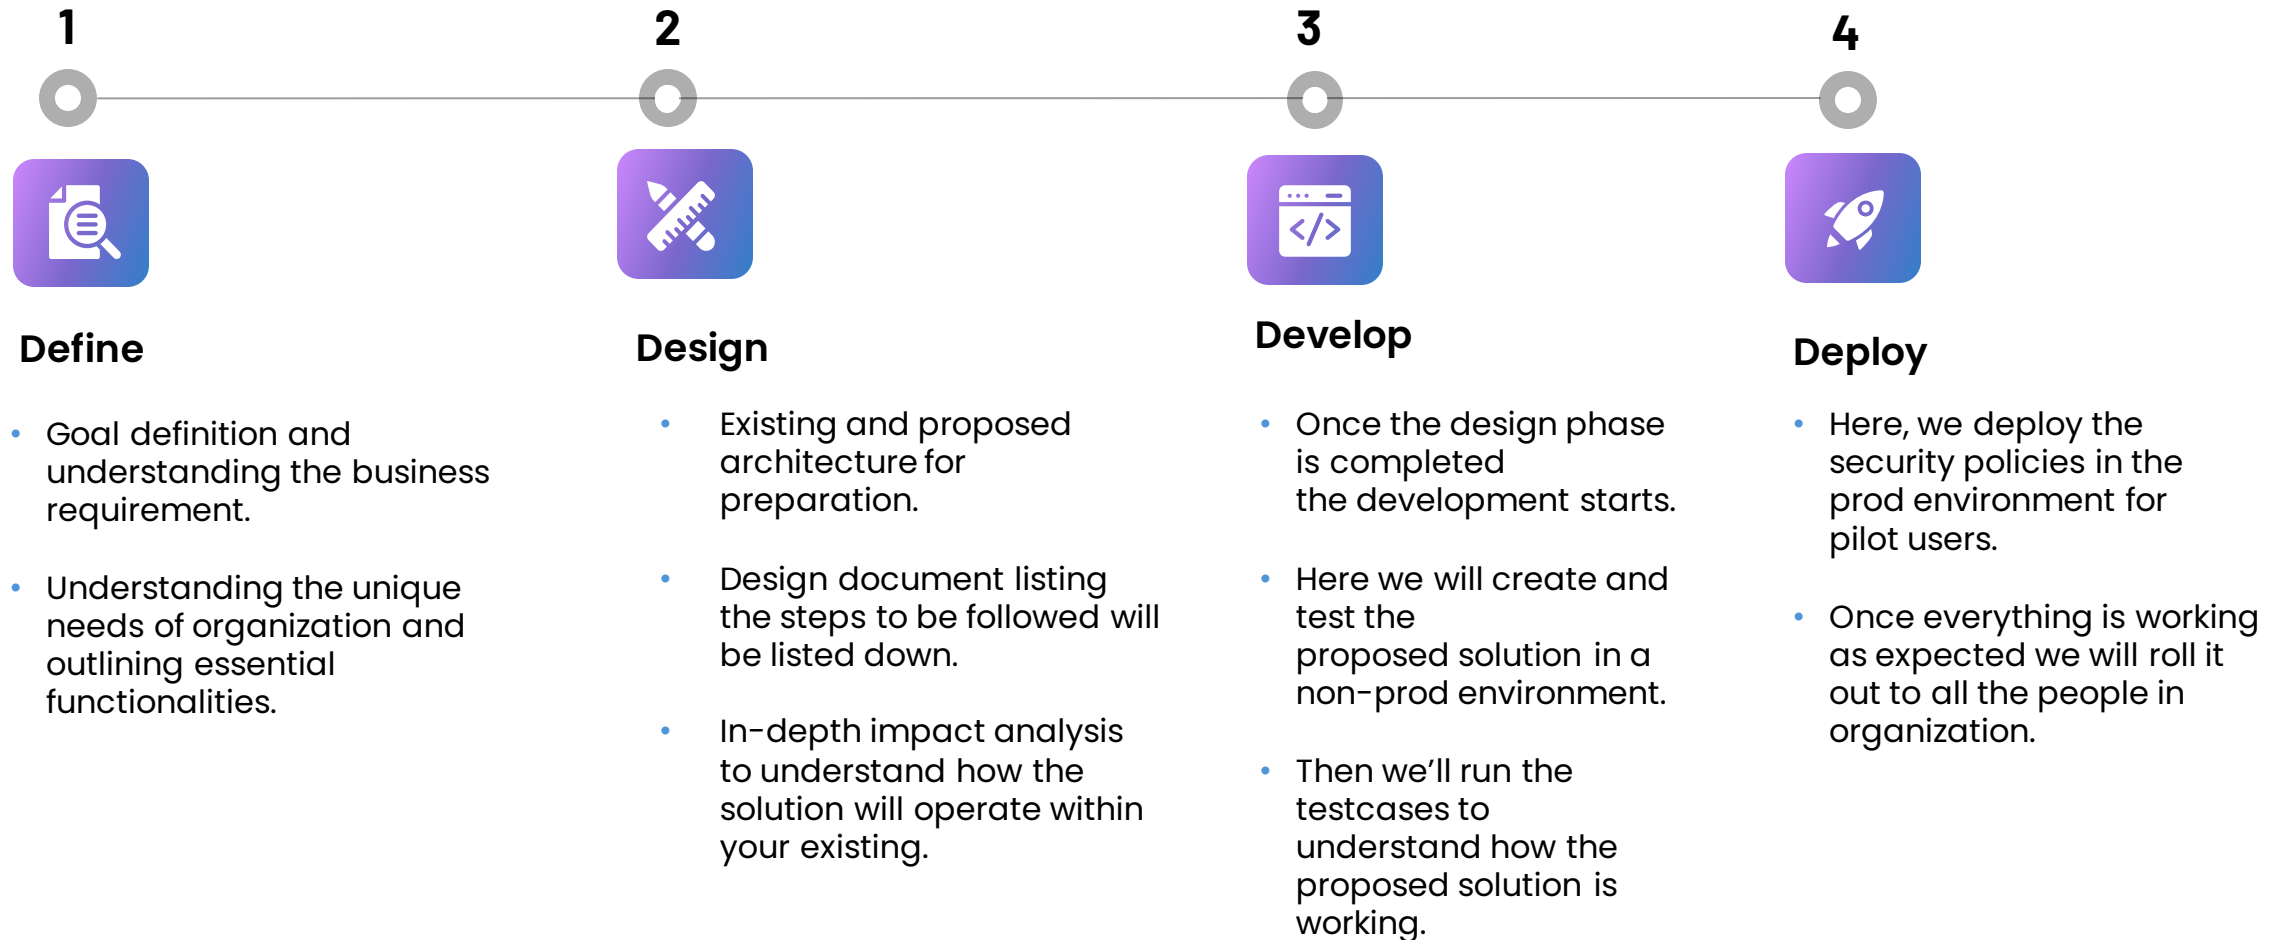 1
2
3
4
Define
• Goal definition and
understanding the business
requirement.
• Understanding the unique
needs of organization and
outlining essential
functionalities.
Design
• Existing and proposed
architecture for
preparation.
• Design document listing
the steps to be followed will
be listed down.
• In-depth impact analysis
to understand how the
solution will operate within
your existing.
Develop
• Once the design phase
is completed
the development starts.
• Here we will create and
test the
proposed solution in a
non-prod environment.
• Then we’ll run the
testcases to
understand how the
proposed solution is
working.
Deploy
• Here, we deploy the
security policies in the
prod environment for
pilot users.
• Once everything is working
as expected we will roll it
out to all the people in
organization.